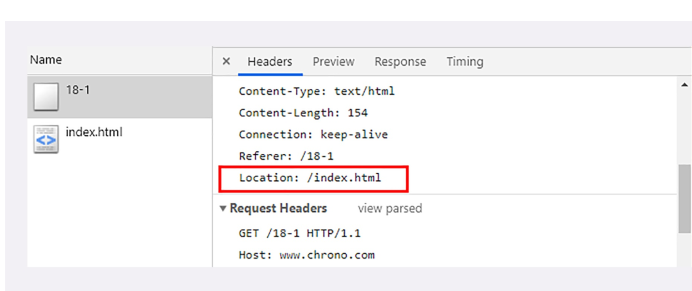 Name
18-1
index.html
× Headers Preview Response Timing
Content-Type: text/html
Content-Length: 154
Connection: keep-alive
Referer: /18-1
Location: /index.html
▼ Request Headers view parsed
GET /18-1 HTTP/1.1
Host: www.chrono.com